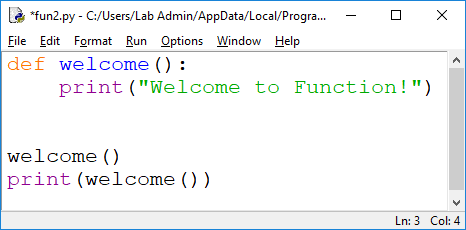 *fun2.py - C:/Users/Lab Admin/AppData/Local/Progra...
File Edit Format Run Options Window Help
def welcome():
    print("Welcome to Function!")
welcome()
print(welcome())
Ln: 3 Col: 4